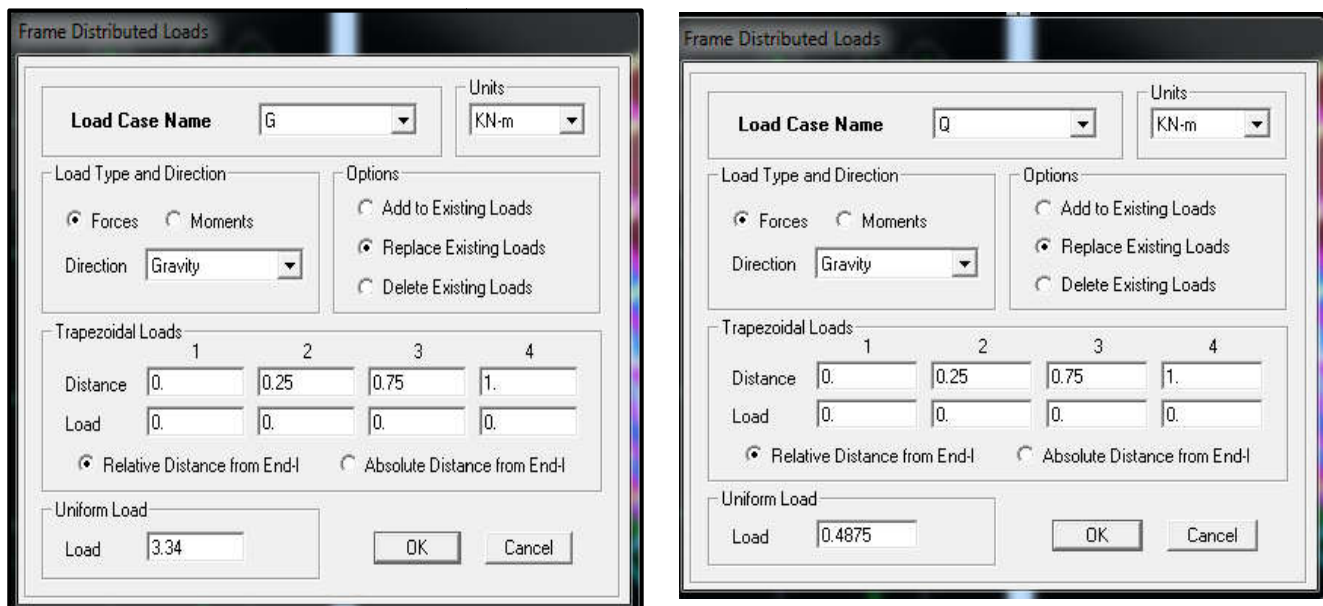 Frame Distributed Loads
Units
Load Case Name G KN-m
Load Type and Direction
Forces Moments
Direction Gravity
Options
Add to Existing Loads
Replace Existing Loads
Delete Existing Loads
Trapezoidal Loads
1 2 3 4
Distance 0. 0.25 0.75 1.
Load 0. 0. 0. 0.
Relative Distance from End-I Absolute Distance from End-I
Uniform Load
Load 3.34
OK Cancel
Frame Distributed Loads
Units
Load Case Name Q KN-m
Load Type and Direction
Forces Moments
Direction Gravity
Options
Add to Existing Loads
Replace Existing Loads
Delete Existing Loads
Trapezoidal Loads
1 2 3 4
Distance 0. 0.25 0.75 1.
Load 0. 0. 0. 0.
Relative Distance from End-I Absolute Distance from End-I
Uniform Load
Load 0.4875
OK Cancel